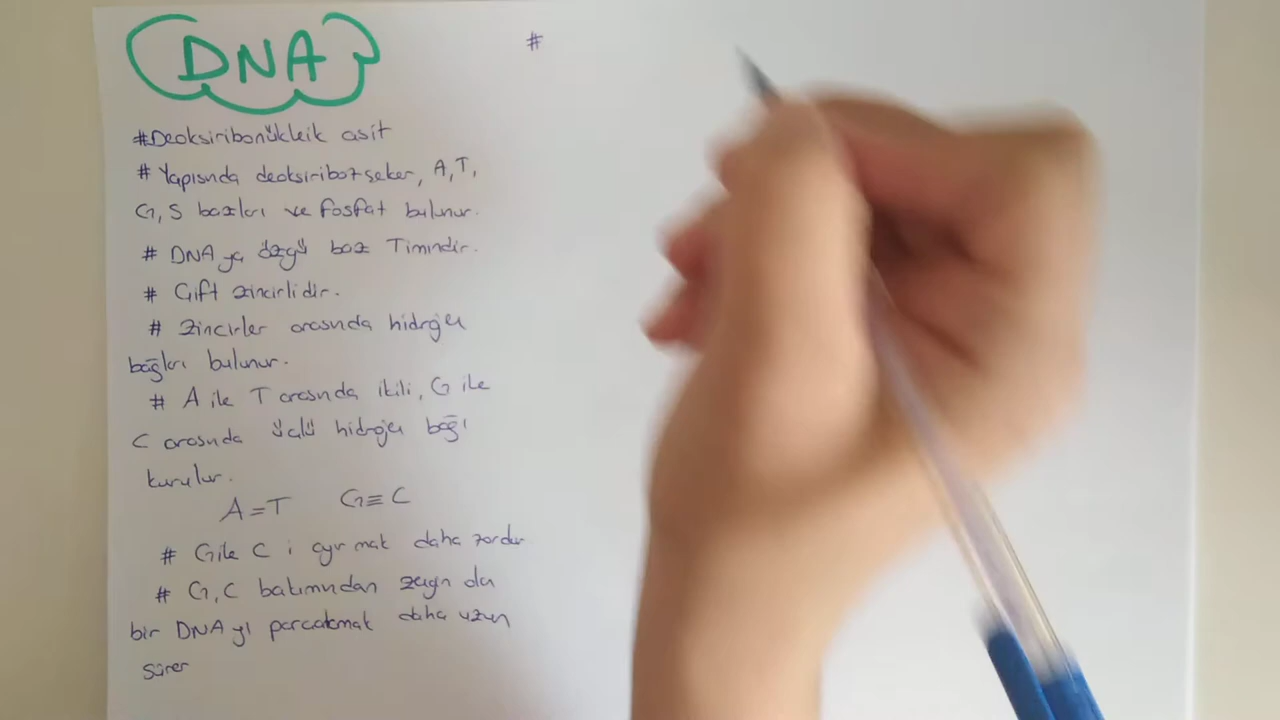 DNA
#
#Deoksiribonükleik asit
# Yapısında deoksiriboz şeker, A,T,
G,S bazları ve fosfat bulunur.
# DNA ya özgü baz Timindir.
# Çift zincirlidir.
# Zincirler arasında hidrojen
bağları bulunur.
# A ile T arasında ikili, G ile
C arasında üçlü hidrojen bağı
kurulur.
A=T G≡C
# G ile C i ayırmak daha zordur
# G,C bakımından zengin olan
bir DNA yı parçalamak daha uzun
sürer